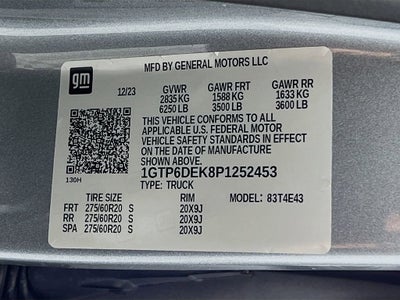 MFD BY GENERAL MOTORS LLC
gm
12/23 GVWR GAWR FRT GAWR RR
2835 KG 1588 KG 1633 KG
6250 LB 3500 LB 3600 LB
THIS VEHICLE CONFORMS TO ALL
APPLICABLE U.S. FEDERAL MOTOR
VEHICLE SAFETY STANDARDS IN EFFECT
ON THE DATE OF MANUFACTURE SHOWN
ABOVE.
1GTP6DEK8P1252453
130H TYPE: TRUCK
TIRE SIZE RIM MODEL: 83T4E43
FRT 275/60R20 S 20X9J
RR 275/60R20 S 20X9J
SPA 275/60R20 S 20X9J